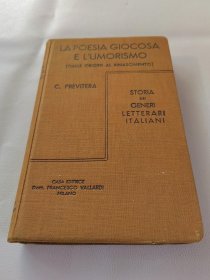 LA POESIA GIOCOSA
E L'UMORISMO
(DALLE ORIGINI AL RINASCIMENTO)
C. PREVITERA
STORIA
DEI
GENERI
LETTERARI
ITALIANI
CASA EDITRICE
DOTT. FRANCESCO VALLARDI
MILANO